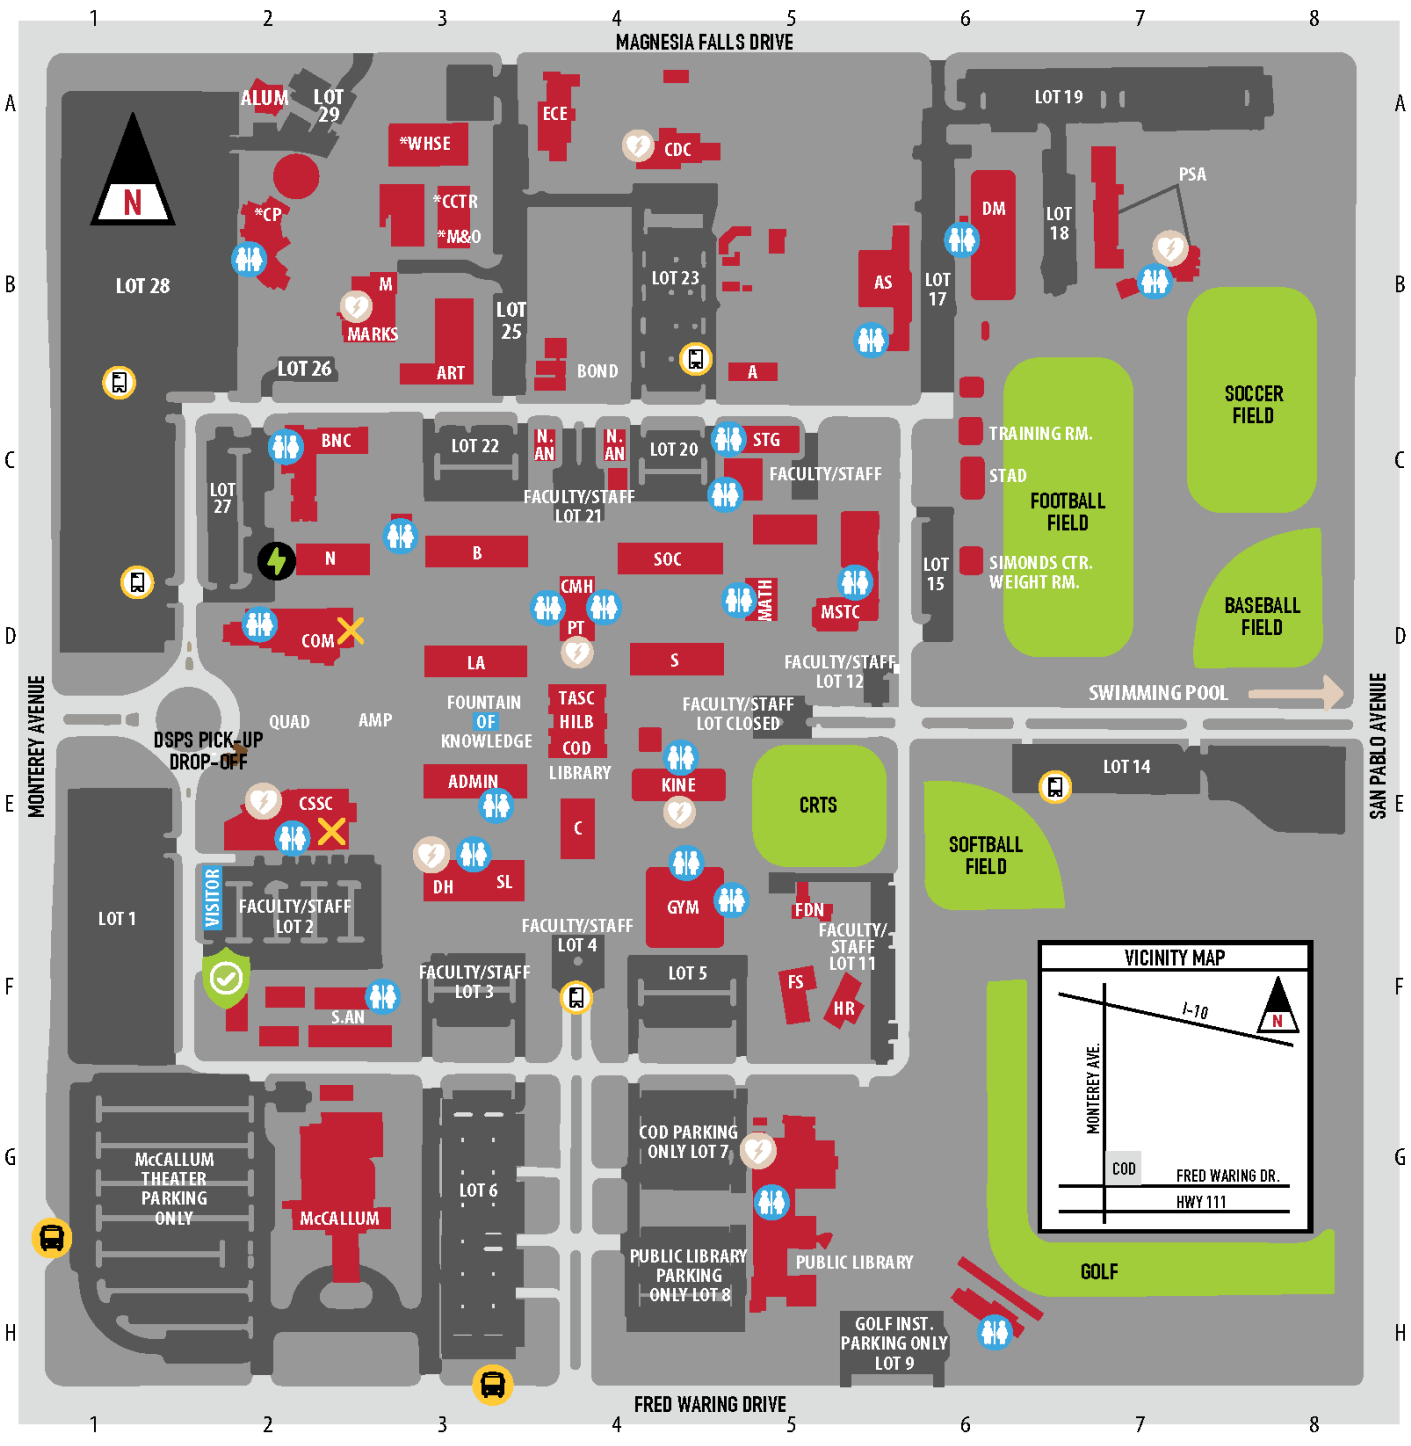 1 2 3 4 5 6 7 8
MAGNESIA FALLS DRIVE
A
A
ALUM
LOT
29
ECE
LOT 19
*WHSE
CDC
N
PSA
*CP
*CCTR
DM
LOT
18
*M&O
B
B
LOT 28
M
LOT 23
AS
LOT
17
LOT
25
MARKS
LOT 26
ART
BOND
A
SOCCER
FIELD
C
C
BNC
LOT 22
N.
AN
N.
AN
LOT 20
STG
TRAINING RM.
FACULTY/STAFF
STAD
LOT
27
FACULTY/STAFF
LOT 21
FOOTBALL
FIELD
N
B
SOC
LOT
15
SIMONDS CTR.
WEIGHT RM.
CMH
MATH
MSTC
BASEBALL
FIELD
D
D
COM
PT
LA
S
FACULTY/STAFF
LOT 12
SWIMMING POOL
MONTEREY AVENUE
SAN PABLO AVENUE
QUAD
AMP
FOUNTAIN
OF
KNOWLEDGE
TASC
HILB
COD
LIBRARY
FACULTY/STAFF
LOT CLOSED
DSPS PICK-UP
DROP-OFF
LOT 14
E
E
ADMIN
KINE
CRTS
CSSC
C
SOFTBALL
FIELD
DH
SL
VISITOR
FACULTY/STAFF
LOT 2
LOT 1
GYM
FDN
FACULTY/STAFF
LOT 4
FACULTY/
STAFF
LOT 11
F
F
FACULTY/STAFF
LOT 3
LOT 5
FS
HR
S.AN
VICINITY MAP
I-10
N
MONTEREY AVE.
COD
FRED WARING DR.
HWY 111
G
G
McCALLUM
THEATER
PARKING
ONLY
McCALLUM
LOT 6
COD PARKING
ONLY LOT 7
PUBLIC LIBRARY
PARKING
ONLY LOT 8
PUBLIC LIBRARY
GOLF
H
H
GOLF INST.
PARKING ONLY
LOT 9
FRED WARING DRIVE
1 2 3 4 5 6 7 8